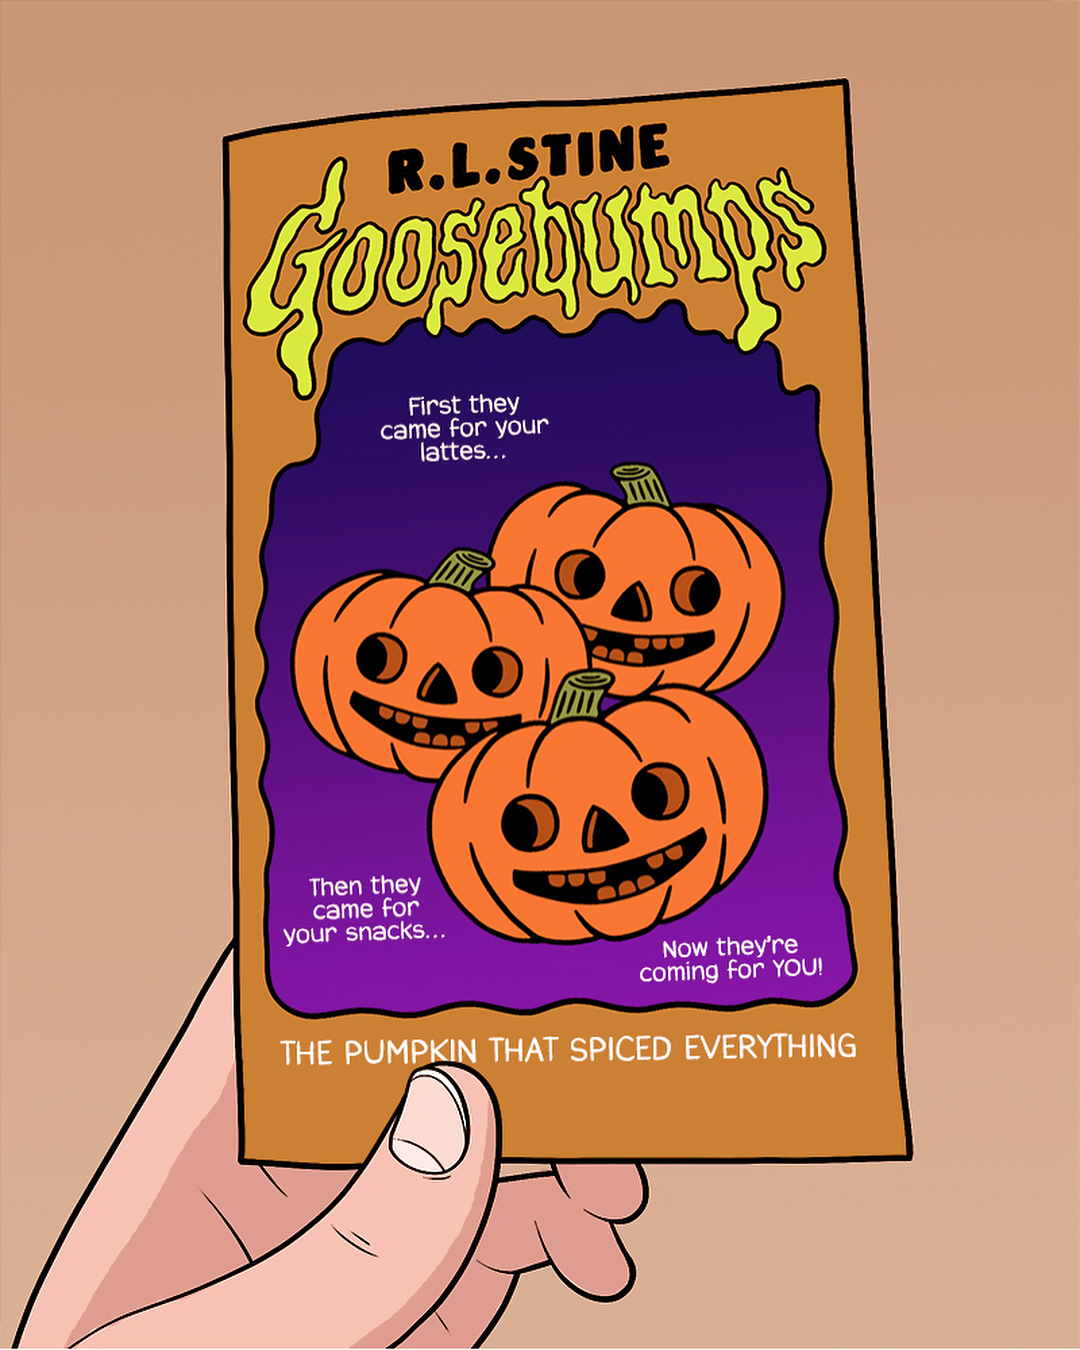 R.L.STINE
Goosebumps
First they
came for your
lattes...
Then they
came for
your snacks...
Now they're
coming for YOU!
THE PUMPKIN THAT SPICED EVERYTHING